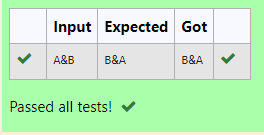 Input Expected Got
A&B B&A B&A
Passed all tests!